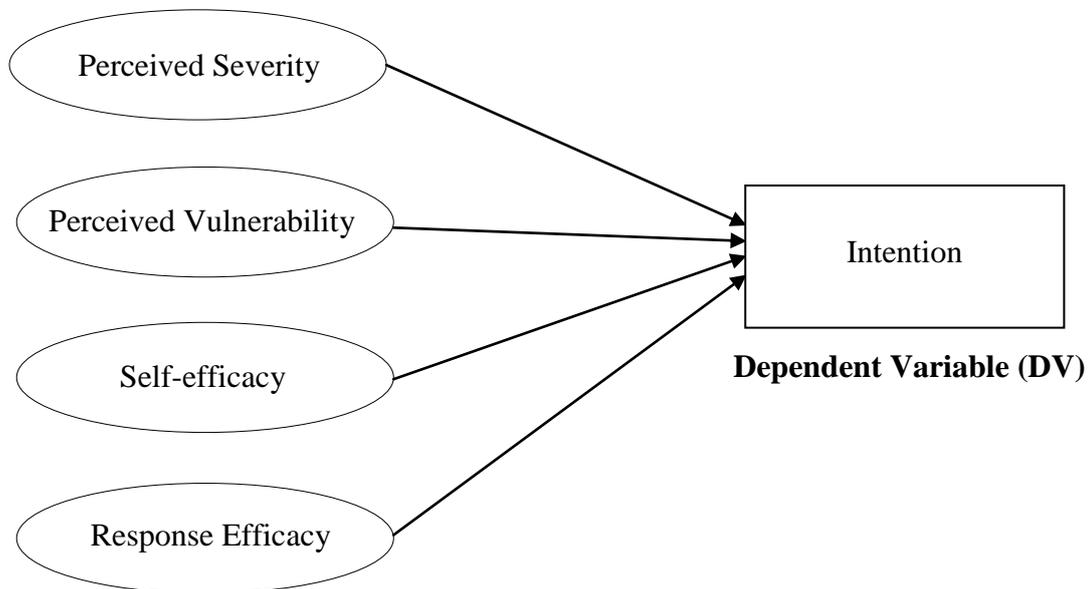 Perceived Severity
Perceived Vulnerability
Intention
Dependent Variable (DV)
Self-efficacy
Response Efficacy